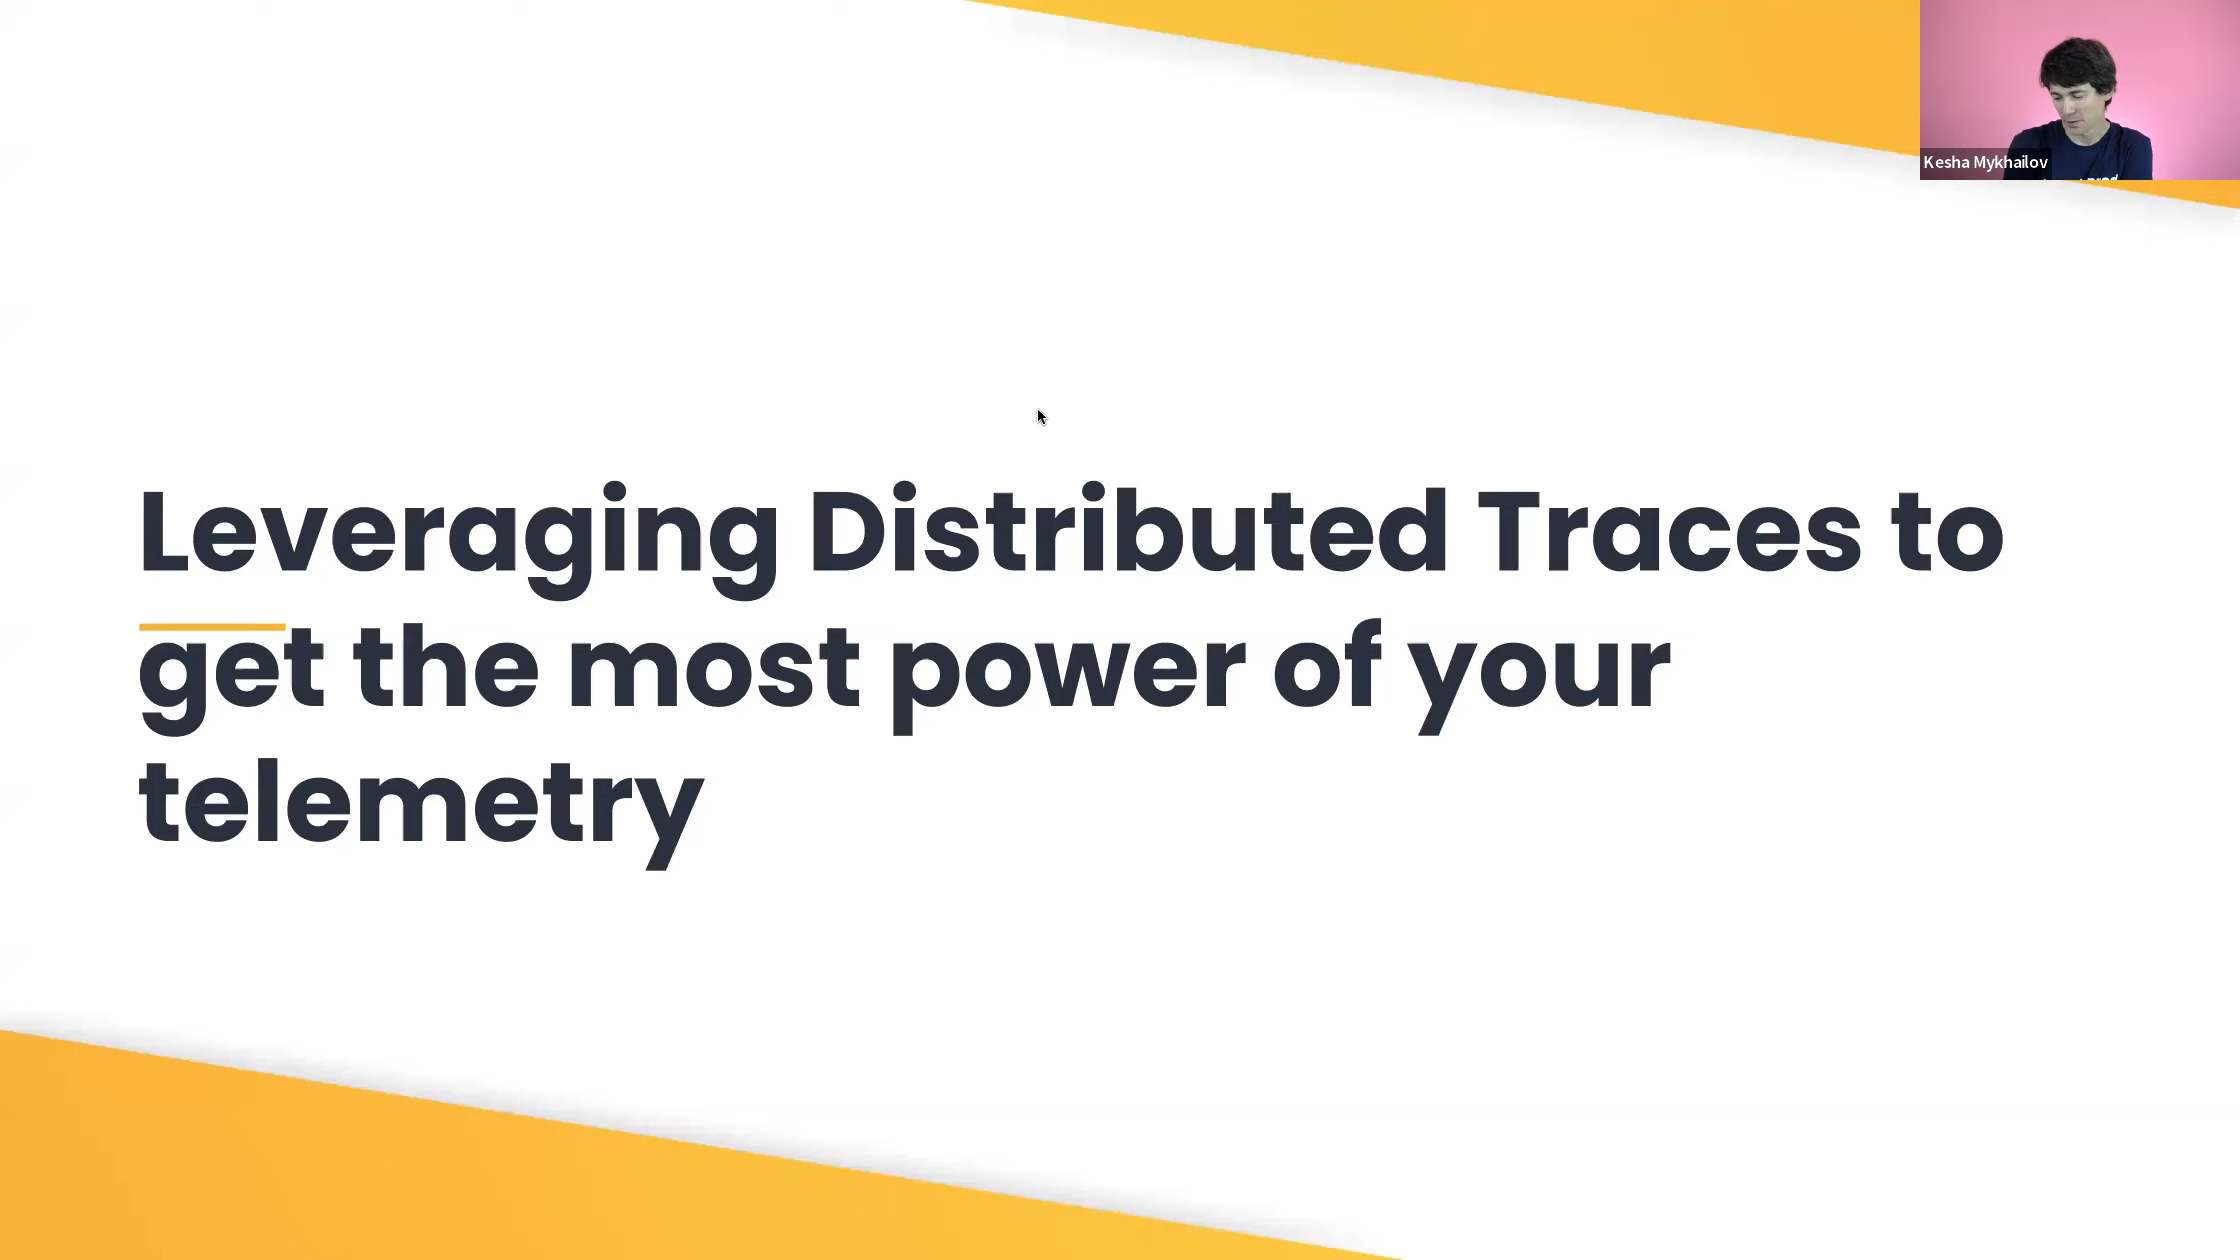 Kesha Mykhailov
Leveraging Distributed Traces to
get the most power of your
telemetry